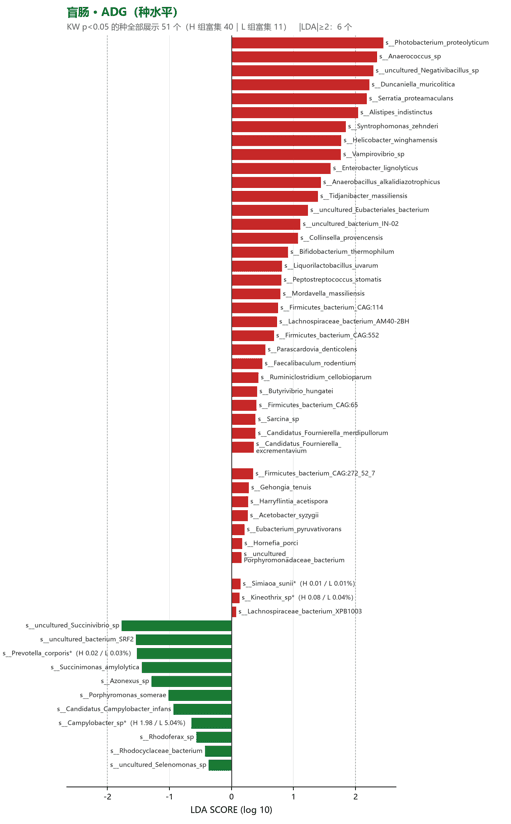 盲肠・ADG（种水平）
KW p<0.05 的种全部展示 51 个（H 组富集 40｜L 组富集 11） |LDA|≥2：6 个
s__Photobacterium_proteolyticum
s__Anaerococcus_sp
s__uncultured_Negativibacillus_sp
s__Duncaniella_muricolitica
s__Serratia_proteamaculans
s__Alistipes_indistinctus
s__Syntrophomonas_zehnderi
s__Helicobacter_winghamensis
s__Vampirovibrio_sp
s__Enterobacter_lignolyticus
s__Anaerobacillus_alkalidiazotrophicus
s__Tidjanibacter_massiliensis
s__uncultured_Eubacteriales_bacterium
s__uncultured_bacterium_IN-02
s__Collinsella_provencensis
s__Bifidobacterium_thermophilum
s__Liquorilactobacillus_uvarum
s__Peptostreptococcus_stomatis
s__Mordavella_massiliensis
s__Firmicutes_bacterium_CAG:114
s__Lachnospiraceae_bacterium_AM40-2BH
s__Firmicutes_bacterium_CAG:552
s__Parascardovia_denticolens
s__Faecalibaculum_rodentium
s__Ruminiclostridium_cellobioparum
s__Butyrivibrio_hungatei
s__Firmicutes_bacterium_CAG:65
s__Sarcina_sp
s__Candidatus_Fournierella_merdipullorum
s__Candidatus_Fournierella_
excrementavium
s__Firmicutes_bacterium_CAG:272_52_7
s__Gehongia_tenuis
s__Harryflintia_acetispora
s__Acetobacter_syzygii
s__Eubacterium_pyruvativorans
s__Hornefia_porci
s__uncultured_
Porphyromonadaceae_bacterium
s__Simiaoa_sunii* (H 0.01 / L 0.01%)
s__Kineothrix_sp* (H 0.08 / L 0.04%)
s__Lachnospiraceae_bacterium_XPB1003
s__uncultured_Succinivibrio_sp
s__uncultured_bacterium_SRF2
s__Prevotella_corporis* (H 0.02 / L 0.03%)
s__Succinimonas_amylolytica
s__Azonexus_sp
s__Porphyromonas_somerae
s__Candidatus_Campylobacter_infans
s__Campylobacter_sp* (H 1.98 / L 5.04%)
s__Rhodoferax_sp
s__Rhodocyclaceae_bacterium
s__uncultured_Selenomonas_sp
-2 -1 0 1 2
LDA SCORE (log 10)